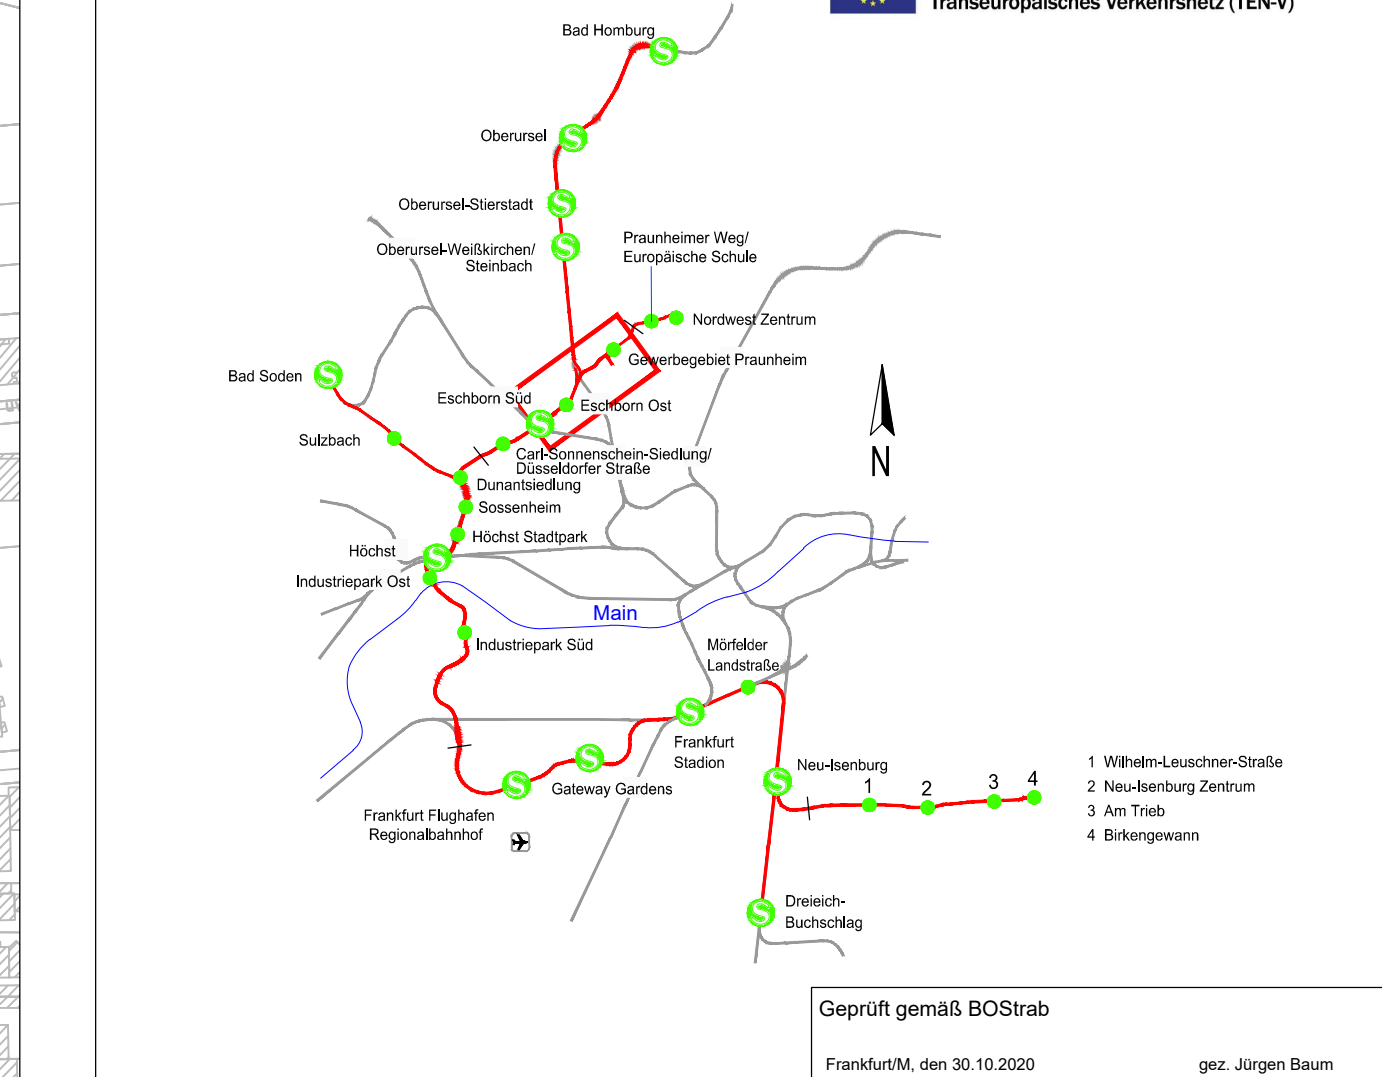 Transeuropäisches Verkehrsnetz (TEN-V)
Bad Homburg
Oberursel
Oberursel-Stierstadt
Oberursel-Weißkirchen/
Steinbach
Praunheimer Weg/
Europäische Schule
Nordwest Zentrum
Gewerbegebiet Praunheim
Bad Soden
Eschborn Süd
Eschborn Ost
Sulzbach
Carl-Sonnenschein-Siedlung/
Düsseldorfer Straße
Dunantsiedlung
Sossenheim
Höchst Stadtpark
Höchst
Industriepark Ost
N
Main
Industriepark Süd
Mörfelder
Landstraße
Frankfurt
Stadion
Gateway Gardens
Frankfurt Flughafen
Regionalbahnhof
Neu-Isenburg
1
2
3
4
1 Wilhelm-Leuschner-Straße
2 Neu-Isenburg Zentrum
3 Am Trieb
4 Birkengewann
Dreieich-
Buchschlag
Geprüft gemäß BOStrab
Frankfurt/M, den 30.10.2020 gez. Jürgen Baum